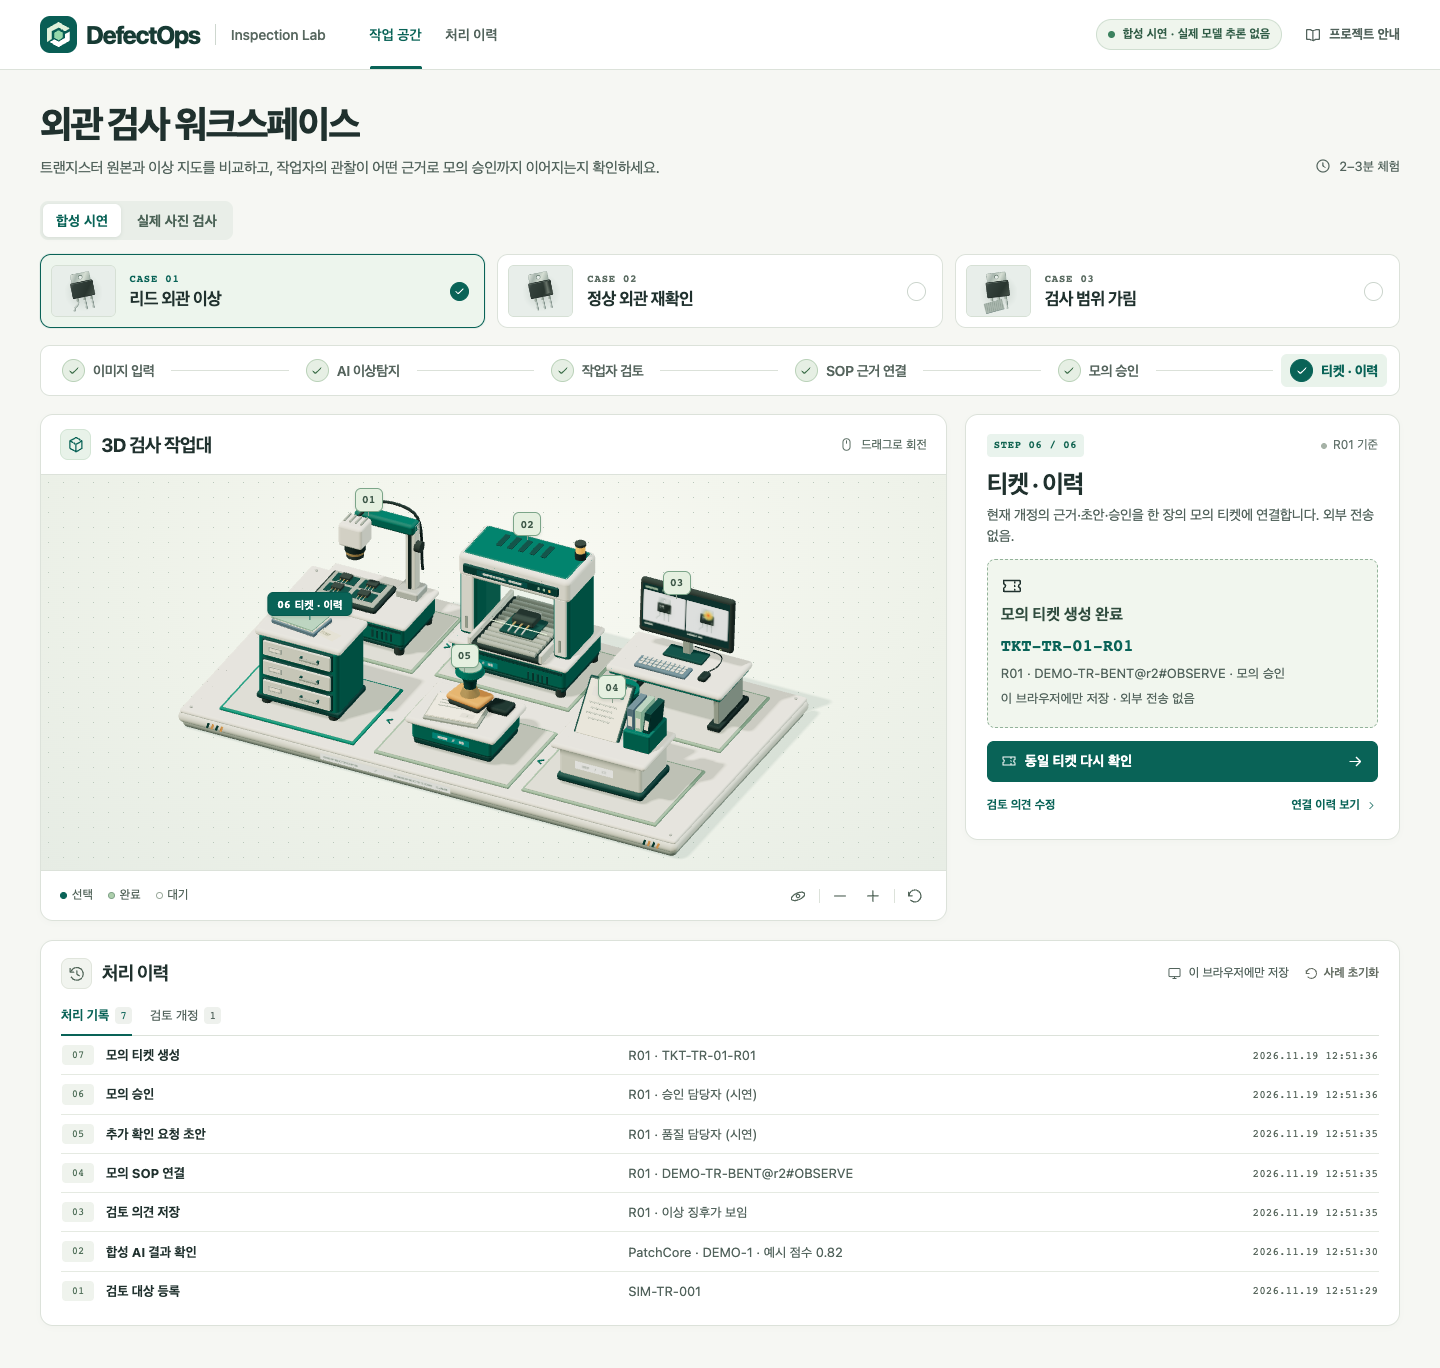 DefectOps
Inspection Lab
작업 공간
처리 이력
합성 시연 · 실제 모델 추론 없음
프로젝트 안내
외관 검사 워크스페이스
트랜지스터 원본과 이상 지도를 비교하고, 작업자의 관찰이 어떤 근거로 모의 승인까지 이어지는지 확인하세요.
2–3분 체험
합성 시연
실제 사진 검사
CASE 01
리드 외관 이상
CASE 02
정상 외관 재확인
CASE 03
검사 범위 가림
이미지 입력
AI 이상탐지
작업자 검토
SOP 근거 연결
모의 승인
티켓 · 이력
3D 검사 작업대
드래그로 회전
01
02
03
06 티켓 · 이력
05
04
선택
완료
대기
STEP 06 / 06
R01 기준
티켓 · 이력
현재 개정의 근거·초안·승인을 한 장의 모의 티켓에 연결합니다. 외부 전송
없음.
모의 티켓 생성 완료
TKT-TR-01-R01
R01 · DEMO-TR-BENT@r2#OBSERVE · 모의 승인
이 브라우저에만 저장 · 외부 전송 없음
동일 티켓 다시 확인
검토 의견 수정
연결 이력 보기
처리 이력
이 브라우저에만 저장
사례 초기화
처리 기록 7
검토 개정 1
07 모의 티켓 생성 R01 · TKT-TR-01-R01 2026.11.19 12:51:36
06 모의 승인 R01 · 승인 담당자 (시연) 2026.11.19 12:51:36
05 추가 확인 요청 초안 R01 · 품질 담당자 (시연) 2026.11.19 12:51:35
04 모의 SOP 연결 R01 · DEMO-TR-BENT@r2#OBSERVE 2026.11.19 12:51:35
03 검토 의견 저장 R01 · 이상 징후가 보임 2026.11.19 12:51:35
02 합성 AI 결과 확인 PatchCore · DEMO-1 · 예시 점수 0.82 2026.11.19 12:51:30
01 검토 대상 등록 SIM-TR-001 2026.11.19 12:51:29